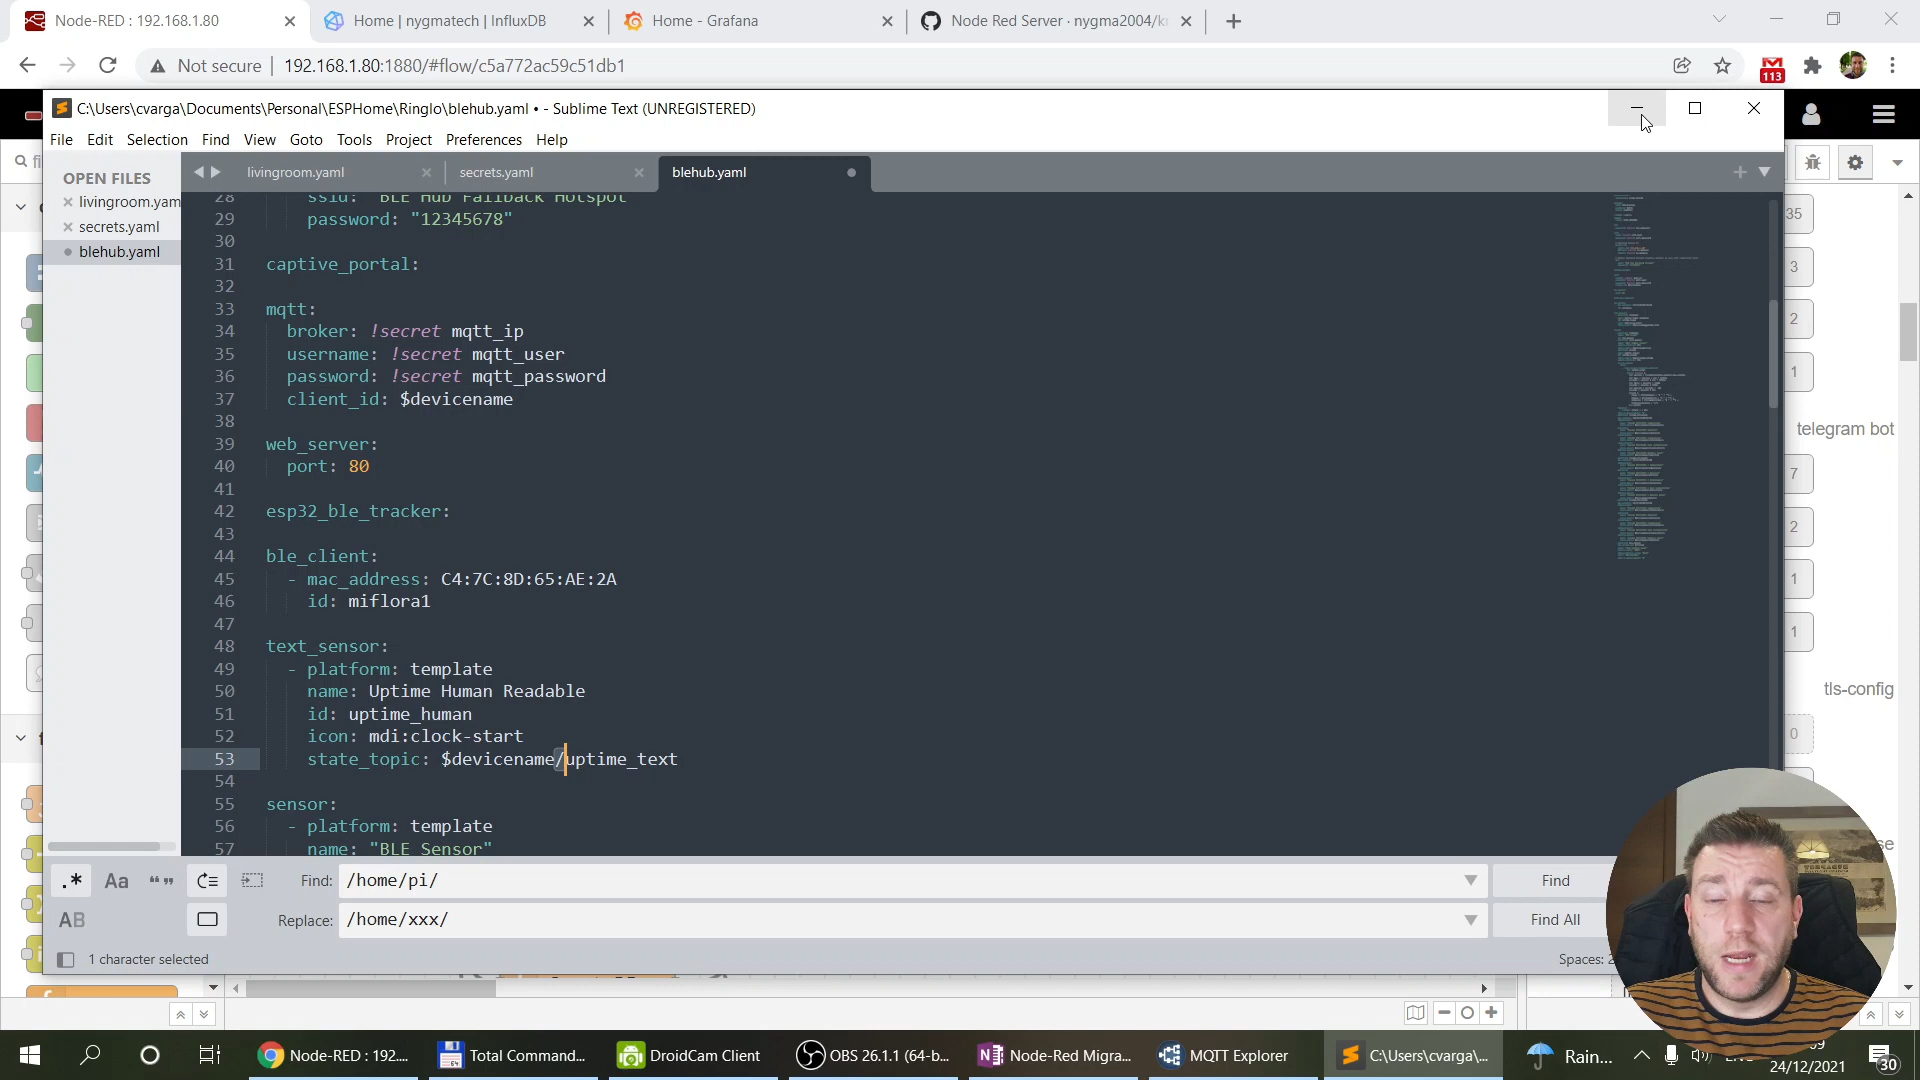 Node-RED : 192.168.1.80
Home | nygmatech | InfluxDB
Home - Grafana
Node Red Server · nygma2004/kr
Not secure
192.168.1.80:1880/#flow/c5a772ac59c51db1
113
C:\Users\cvarga\Documents\Personal\ESPHome\Ringlo\blehub.yaml • - Sublime Text (UNREGISTERED)
File Edit Selection Find View Goto Tools Project Preferences Help
OPEN FILES
livingroom.yam
secrets.yaml
blehub.yaml
livingroom.yaml
secrets.yaml
blehub.yaml
28 ssid: "BLE Hub Fallback Hotspot"
29 password: "12345678"
30
31 captive_portal:
32
33 mqtt:
34 broker: !secret mqtt_ip
35 username: !secret mqtt_user
36 password: !secret mqtt_password
37 client_id: $devicename
38
39 web_server:
40 port: 80
41
42 esp32_ble_tracker:
43
44 ble_client:
45 - mac_address: C4:7C:8D:65:AE:2A
46 id: miflora1
47
48 text_sensor:
49 - platform: template
50 name: Uptime Human Readable
51 id: uptime_human
52 icon: mdi:clock-start
53 state_topic: $devicename/uptime_text
54
55 sensor:
56 - platform: template
57 name: "BLE Sensor"
35
3
2
1
telegram bot
7
2
1
1
tls-config
0
.* Aa “ ”
Find: /home/pi/
Find
AB
Replace: /home/xxx/
Find All
1 character selected
Spaces: 2
Node-RED : 192....
Total Command...
DroidCam Client
OBS 26.1.1 (64-b...
Node-Red Migra...
MQTT Explorer
C:\Users\cvarga\...
Rain...
24/12/2021
30